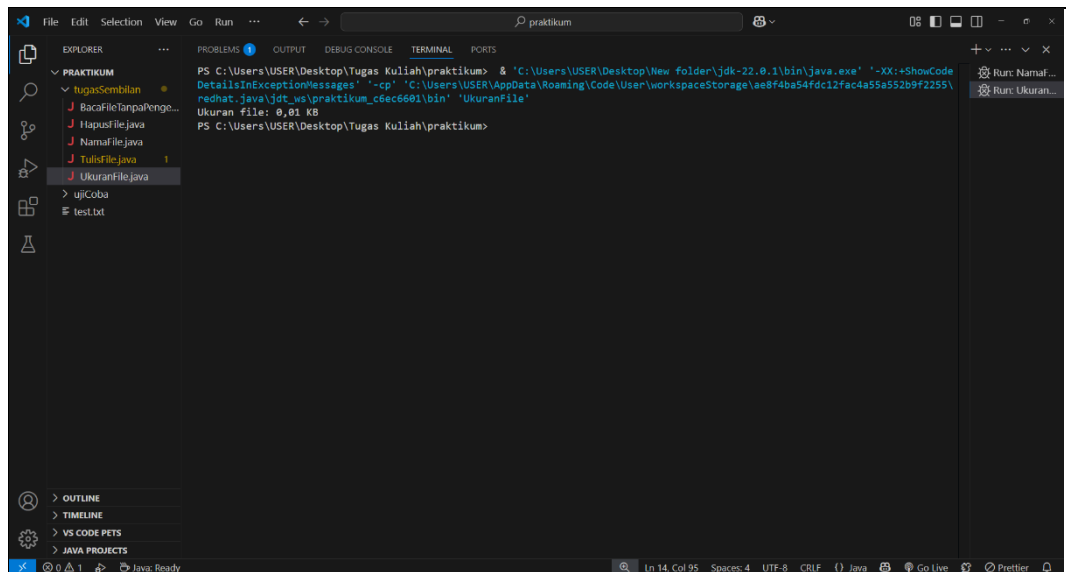 File Edit Selection View Go Run ... praktikum
EXPLORER ...
PRAKTIKUM
tugasSembilan
BacaFileTanpaPenge...
HapusFile.java
NamaFile.java
TulisFile.java 1
UkuranFile.java
ujiCoba
test.txt
OUTLINE
TIMELINE
VS CODE PETS
JAVA PROJECTS
PROBLEMS 1 OUTPUT DEBUG CONSOLE TERMINAL PORTS
PS C:\Users\USER\Desktop\Tugas Kuliah\praktikum> & 'C:\Users\USER\Desktop\New folder\jdk-22.0.1\bin\java.exe' '-XX:+ShowCode
DetailsInExceptionMessages' '-cp' 'C:\Users\USER\AppData\Roaming\Code\User\workspaceStorage\ae8f4ba54fdc12fac4a55a552b9f2255\
redhat.java\jdt_ws\praktikum_c6ec6601\bin' 'UkuranFile'
Ukuran file: 0,01 KB
PS C:\Users\USER\Desktop\Tugas Kuliah\praktikum>
Run: NamaF...
Run: Ukuran...
0 1 Java: Ready Ln 14, Col 95 Spaces: 4 UTF-8 CRLF {} Java Go Live Prettier